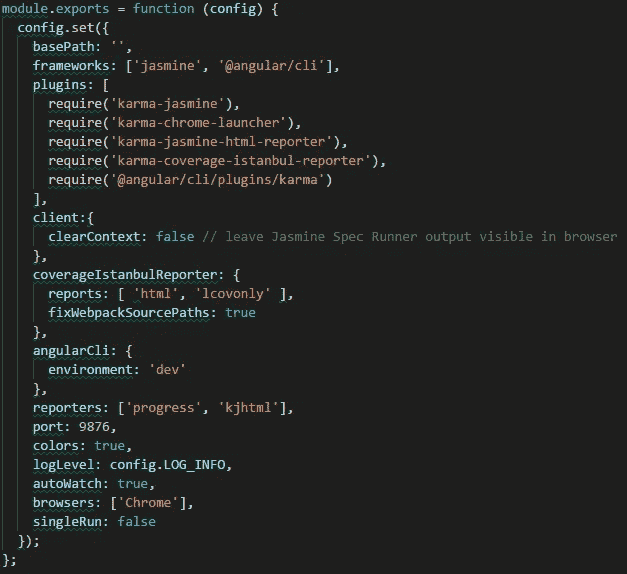 module.exports = function (config) {
  config.set({
    basePath: '',
    frameworks: ['jasmine', '@angular/cli'],
    plugins: [
      require('karma-jasmine'),
      require('karma-chrome-launcher'),
      require('karma-jasmine-html-reporter'),
      require('karma-coverage-istanbul-reporter'),
      require('@angular/cli/plugins/karma')
    ],
    client:{
      clearContext: false // leave Jasmine Spec Runner output visible in browser
    },
    coverageIstanbulReporter: {
      reports: [ 'html', 'lcovonly' ],
      fixWebpackSourcePaths: true
    },
    angularCli: {
      environment: 'dev'
    },
    reporters: ['progress', 'kjhtml'],
    port: 9876,
    colors: true,
    logLevel: config.LOG_INFO,
    autoWatch: true,
    browsers: ['Chrome'],
    singleRun: false
  });
};